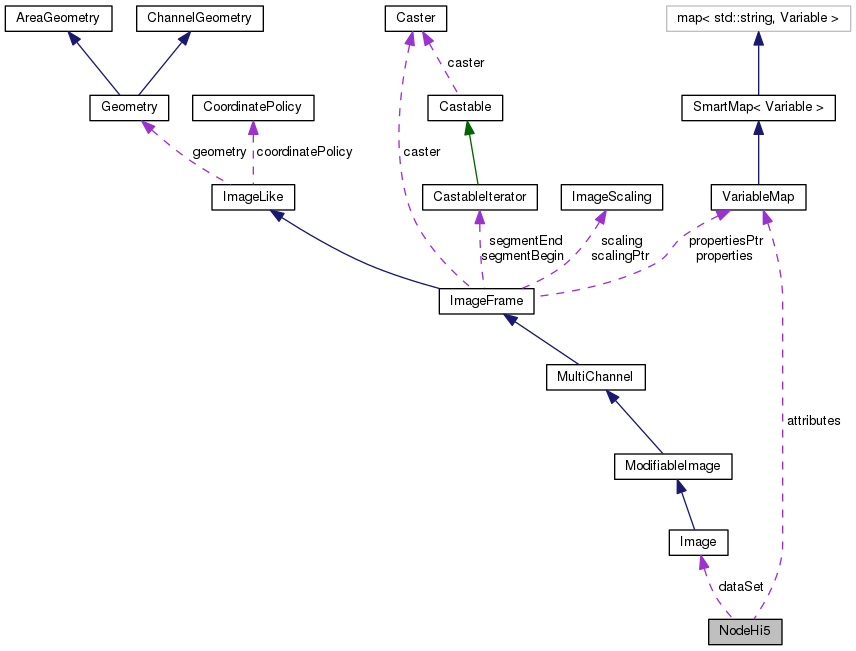 AreaGeometry
ChannelGeometry
Caster
map< std::string, Variable >
caster
Geometry
CoordinatePolicy
Castable
SmartMap< Variable >
geometry
coordinatePolicy
caster
ImageLike
CastableIterator
ImageScaling
VariableMap
segmentEnd
segmentBegin
scaling
scalingPtr
propertiesPtr
properties
ImageFrame
MultiChannel
attributes
ModifiableImage
Image
dataSet
NodeHi5